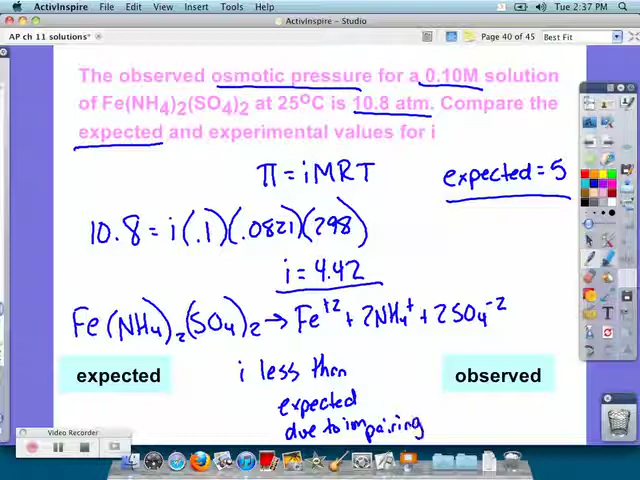 ActivInspire File Edit View Insert Tools Help Tue 2:37 PM
ActivInspire - Studio
AP ch 11 solutions* Page 40 of 45 Best Fit
The observed osmotic pressure for a 0.10M solution
of Fe(NH4)2(SO4)2 at 25oC is 10.8 atm. Compare the
expected and experimental values for i
π = iMRT
expected = 5
10.8 = i(.1)(.0821)(298)
i = 4.42
Fe(NH₄)₂(SO₄)₂ → Fe⁺² + 2NH₄⁺ + 2SO₄⁻²
expected
i less than
observed
expected
due to impairing
Video Recorder